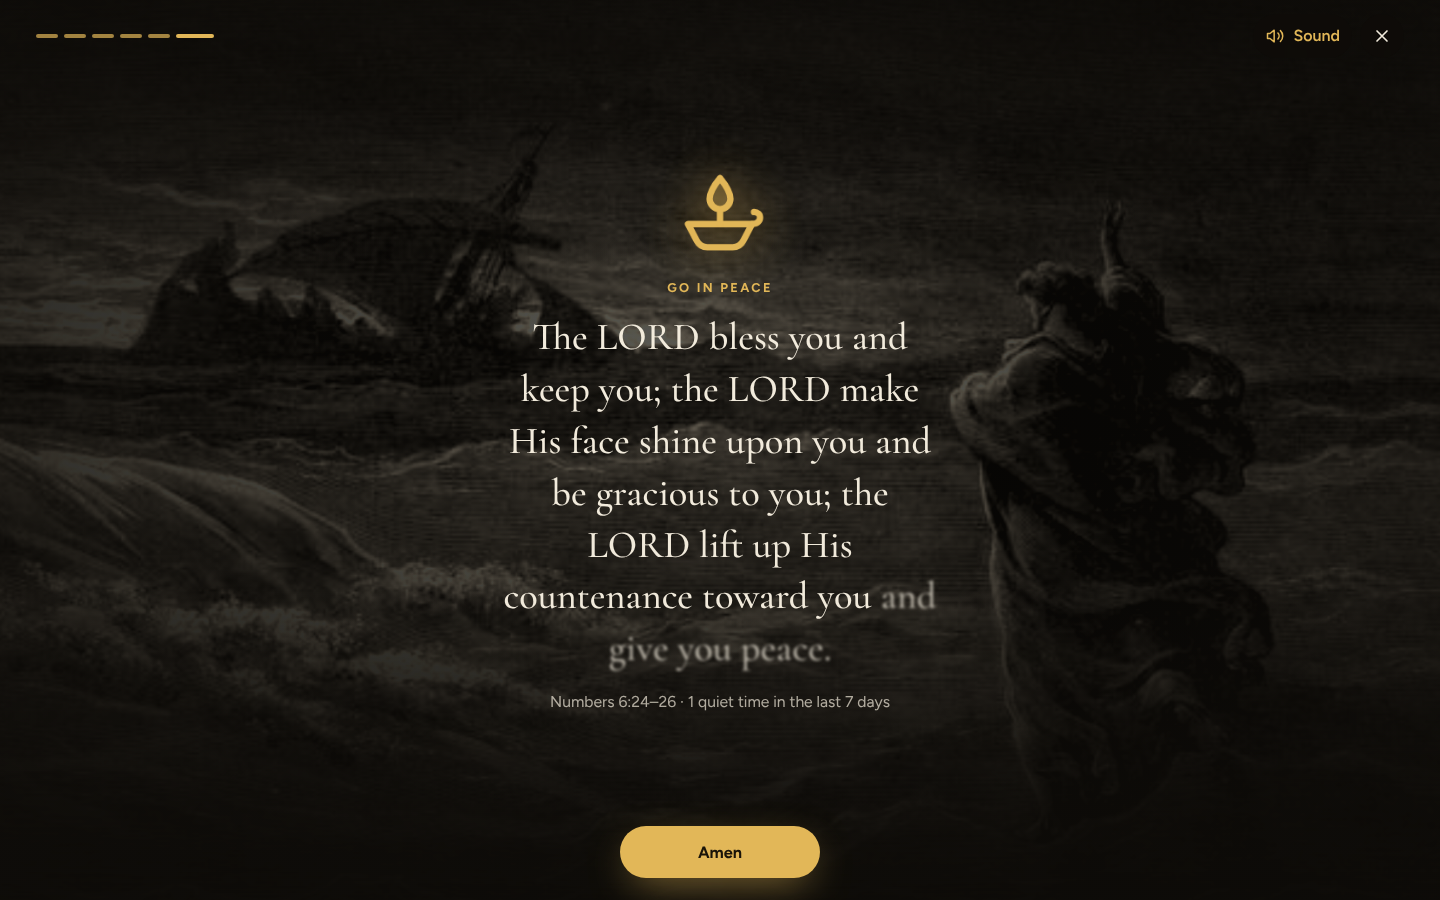 Sound
GO IN PEACE
The LORD bless you and
keep you; the LORD make
His face shine upon you and
be gracious to you; the
LORD lift up His
countenance toward you and
give you peace.
Numbers 6:24–26 · 1 quiet time in the last 7 days
Amen